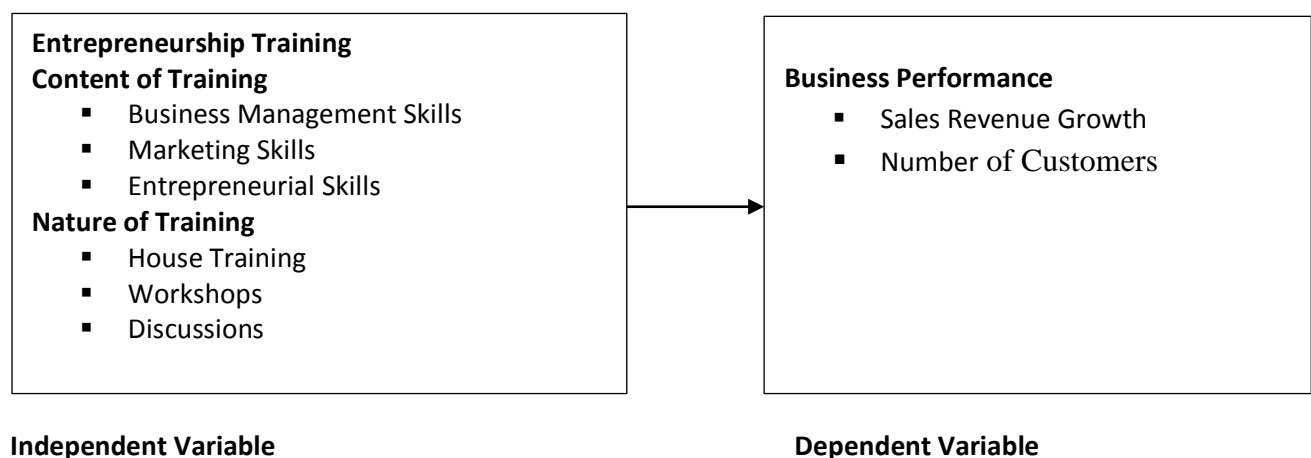 Entrepreneurship Training
Content of Training
▪ Business Management Skills
▪ Marketing Skills
▪ Entrepreneurial Skills
Nature of Training
▪ House Training
▪ Workshops
▪ Discussions
Business Performance
▪ Sales Revenue Growth
▪ Number of Customers
Independent Variable
Dependent Variable